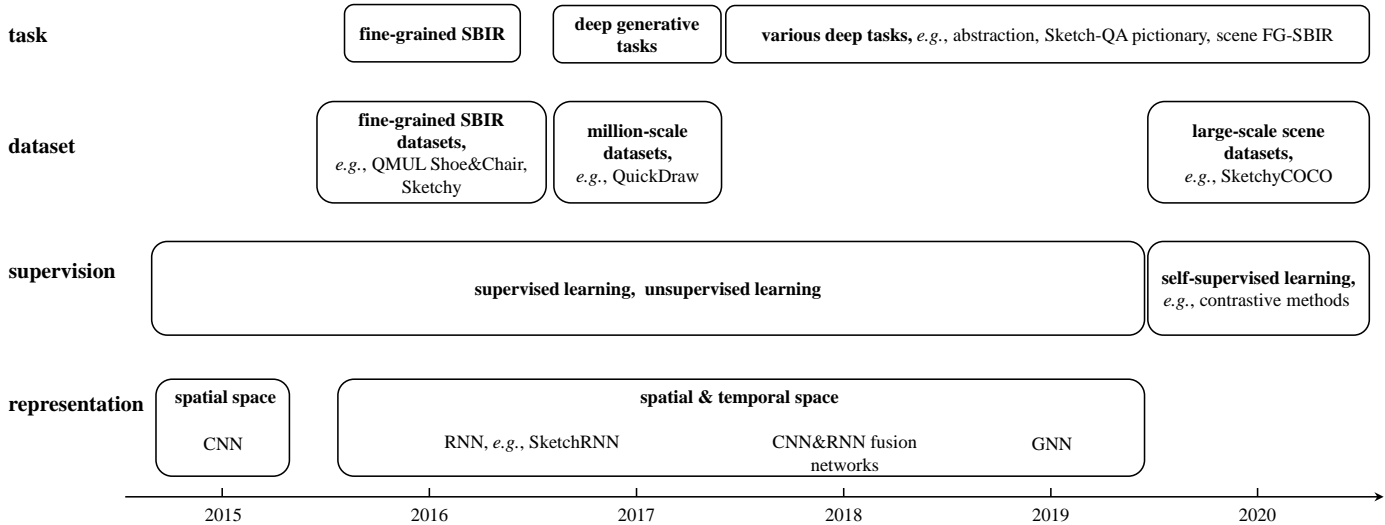 task
fine-grained SBIR
deep generative
tasks
various deep tasks, e.g., abstraction, Sketch-QA pictionary, scene FG-SBIR
dataset
fine-grained SBIR
datasets,
e.g., QMUL Shoe&Chair,
Sketchy
million-scale
datasets,
e.g., QuickDraw
large-scale scene
datasets,
e.g., SketchyCOCO
supervision
supervised learning, unsupervised learning
self-supervised learning,
e.g., contrastive methods
representation
spatial space
CNN
spatial & temporal space
RNN, e.g., SketchRNN
CNN&RNN fusion
networks
GNN
2015
2016
2017
2018
2019
2020